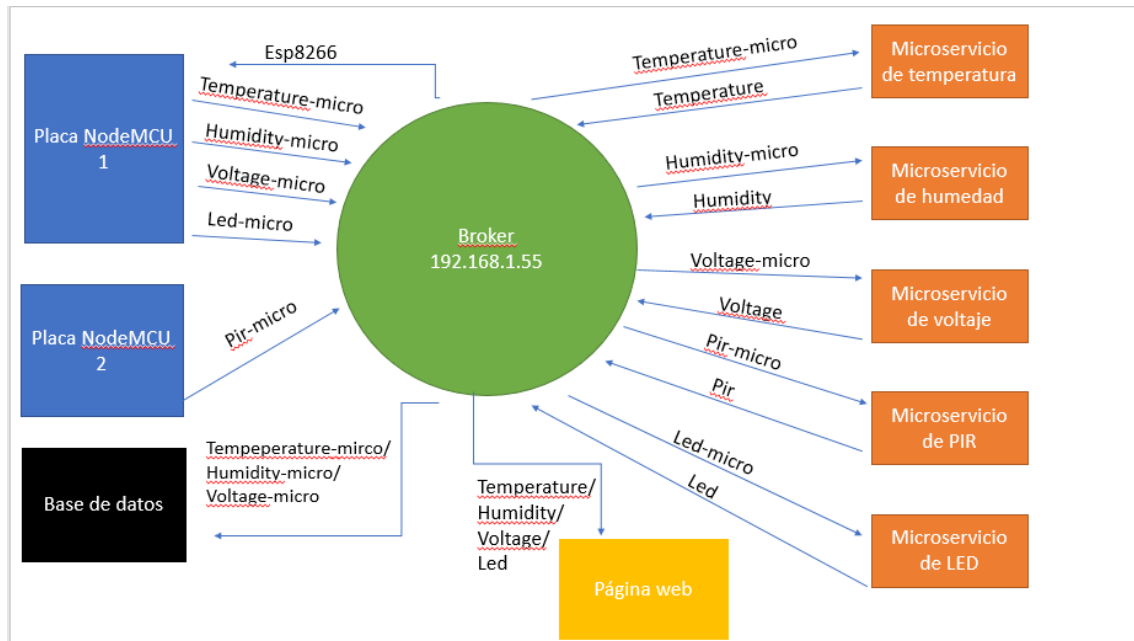 Esp8266
Placa NodeMCU
1
Temperature-micro
Humidity-micro
Voltage-micro
Led-micro
Placa NodeMCU
2
Pir-micro
Base de datos
Tempeperature-mirco/
Humidity-micro/
Voltage-micro
Broker
192.168.1.55
Temperature/
Humidity/
Voltage/
Led
Página web
Temperature-micro
Temperature
Microservicio
de temperatura
Humidity-micro
Humidity
Microservicio
de humedad
Voltage-micro
Voltage
Microservicio
de voltaje
Pir-micro
Pir
Microservicio
de PIR
Led-micro
Led
Microservicio
de LED